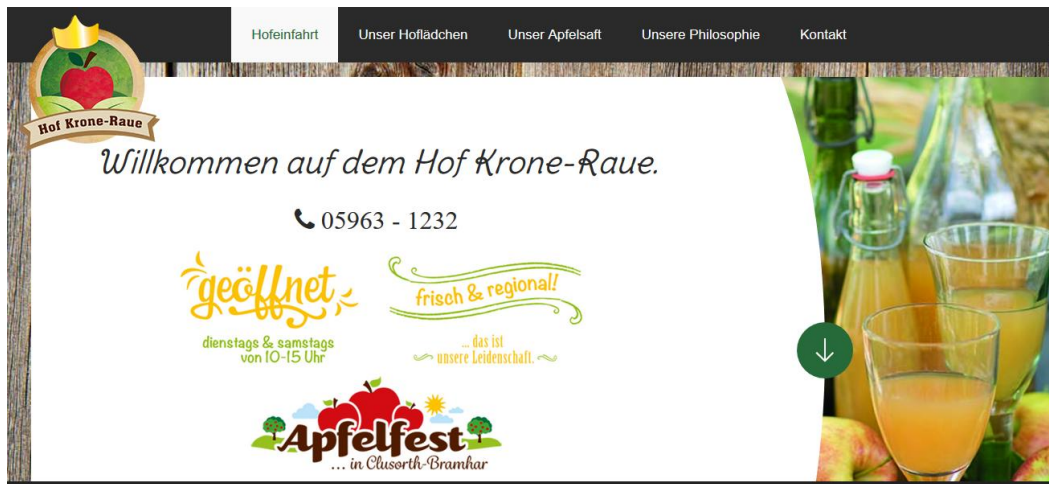 Hofeinfahrt Unser Hoflädchen Unser Apfelsaft Unsere Philosophie Kontakt
Hof Krone-Raue
Willkommen auf dem Hof Krone-Raue.
05963 - 1232
geöffnet
dienstags & samstags
von 10-15 Uhr
frisch & regional!
... das ist
unsere Leidenschaft.
Apfelfest
... in Clusorth-Bramhar